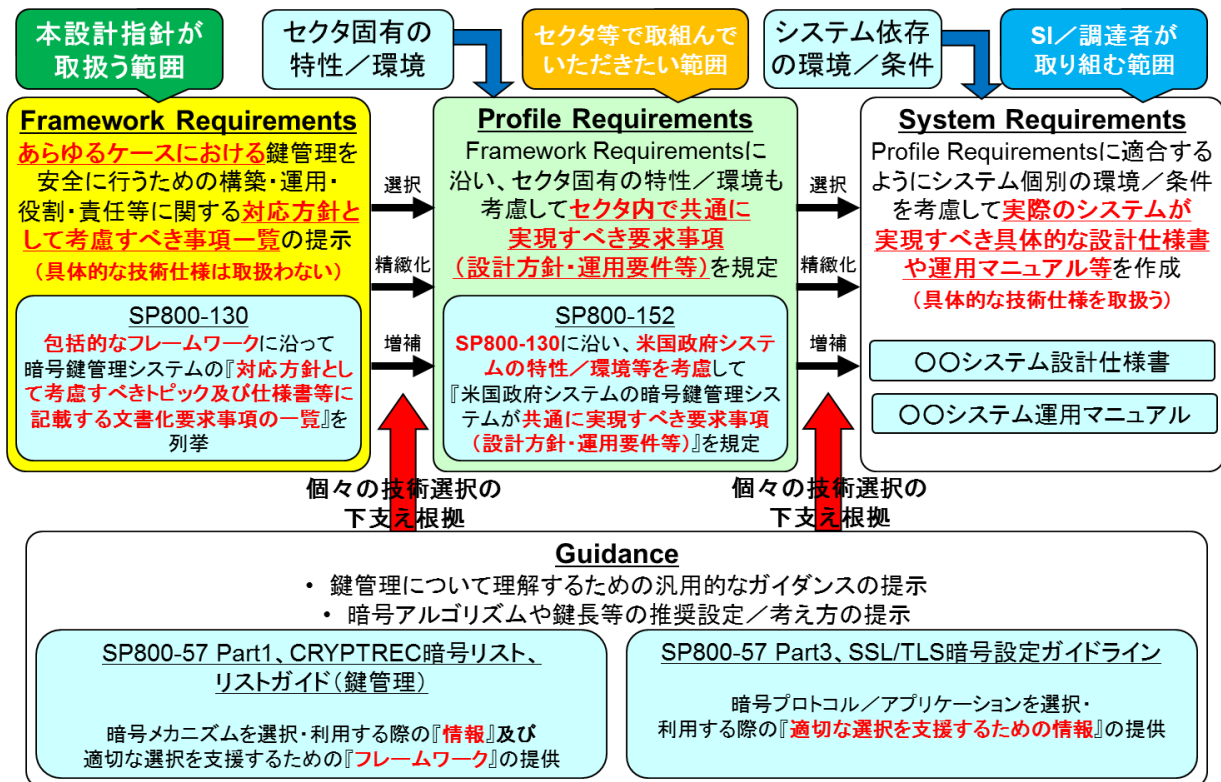 本設計指針が
取扱う範囲
セクタ固有の
特性／環境
セクタ等で取組んで
いただきたい範囲
システム依存
の環境／条件
SI／調達者が
取り組む範囲
Framework Requirements
あらゆるケースにおける鍵管理を
安全に行うための構築・運用・
役割・責任等に関する対応方針と
して考慮すべき事項一覧の提示
（具体的な技術仕様は取扱わない）
SP800-130
包括的なフレームワークに沿って
暗号鍵管理システムの『対応方針とし
て考慮すべきトピック及び仕様書等に
記載する文書化要求事項の一覧』を
列挙
選択
精緻化
増補
Profile Requirements
Framework Requirementsに
沿い、セクタ固有の特性／環境も
考慮してセクタ内で共通に
実現すべき要求事項
（設計方針・運用要件等）を規定
SP800-152
SP800-130に沿い、米国政府システ
ムの特性／環境等を考慮して
『米国政府システムの暗号鍵管理シス
テムが共通に実現すべき要求事項
（設計方針・運用要件等）』を規定
選択
精緻化
増補
System Requirements
Profile Requirementsに適合する
ようにシステム個別の環境／条件
を考慮して実際のシステムが
実現すべき具体的な設計仕様書
や運用マニュアル等を作成
（具体的な技術仕様を取扱う）
〇〇システム設計仕様書
〇〇システム運用マニュアル
個々の技術選択の
下支え根拠
個々の技術選択の
下支え根拠
Guidance
• 鍵管理について理解するための汎用的なガイダンスの提示
• 暗号アルゴリズムや鍵長等の推奨設定／考え方の提示
SP800-57 Part1、CRYPTREC暗号リスト、
リストガイド（鍵管理）
暗号メカニズムを選択・利用する際の『情報』及び
適切な選択を支援するための『フレームワーク』の提供
SP800-57 Part3、SSL/TLS暗号設定ガイドライン
暗号プロトコル／アプリケーションを選択・
利用する際の『適切な選択を支援するための情報』の提供